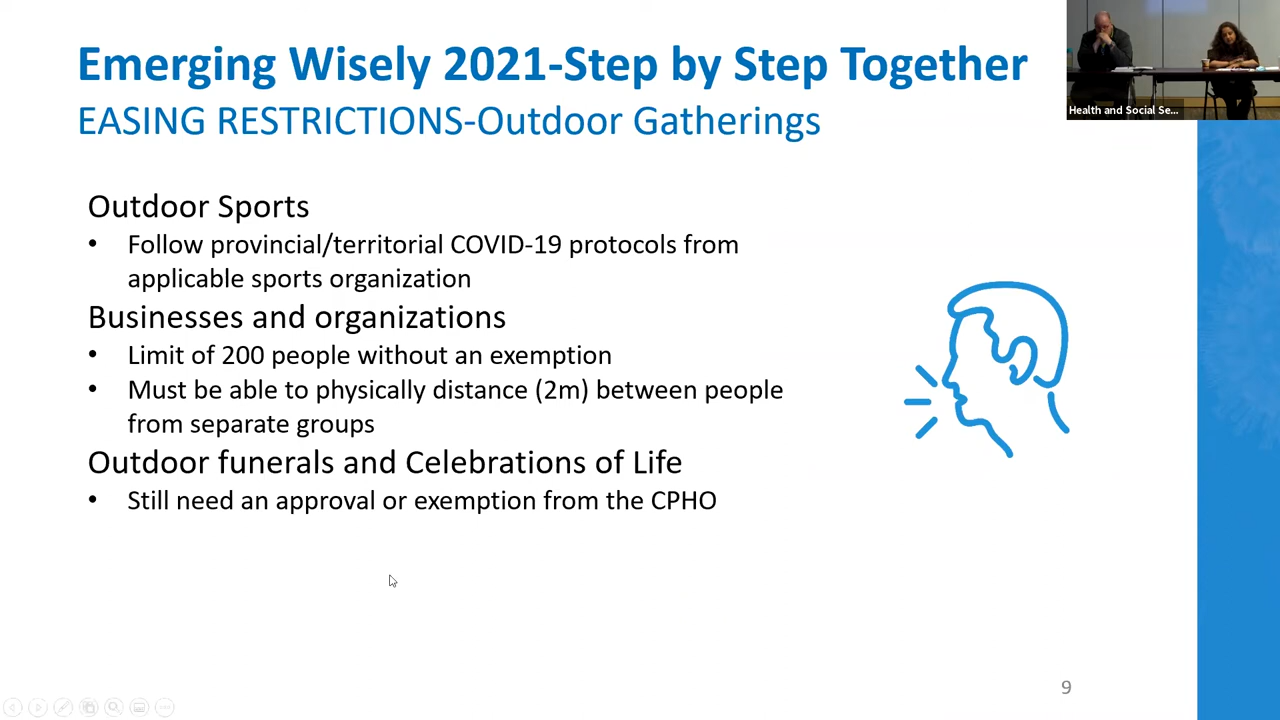 Emerging Wisely 2021-Step by Step Together
EASING RESTRICTIONS-Outdoor Gatherings
Health and Social Se...
Outdoor Sports
• Follow provincial/territorial COVID-19 protocols from
applicable sports organization
Businesses and organizations
• Limit of 200 people without an exemption
• Must be able to physically distance (2m) between people
from separate groups
Outdoor funerals and Celebrations of Life
• Still need an approval or exemption from the CPHO
9